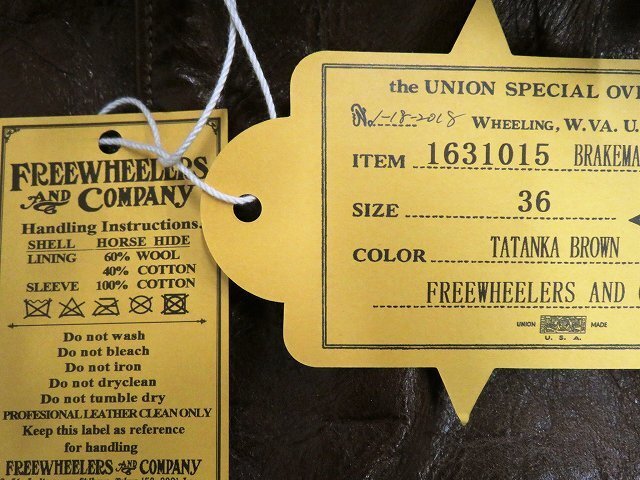 FREEWHEELERS
AND COMPANY
Handling Instructions.
SHELL HORSE HIDE
LINING 60% WOOL
40% COTTON
SLEEVE 100% COTTON
Do not wash
Do not bleach
Do not iron
Do not dryclean
Do not tumble dry
PROFESIONAL LEATHER CLEAN ONLY
Keep this label as reference
for handling
FREEWHEELERS AND COMPANY
the UNION SPECIAL OVE
No. 1-18-2018 WHEELING, W.VA. U.
ITEM 1631015 BRAKEMA
SIZE 36
COLOR TATANKA BROWN
FREEWHEELERS AND
UNION MADE
U.S.A.